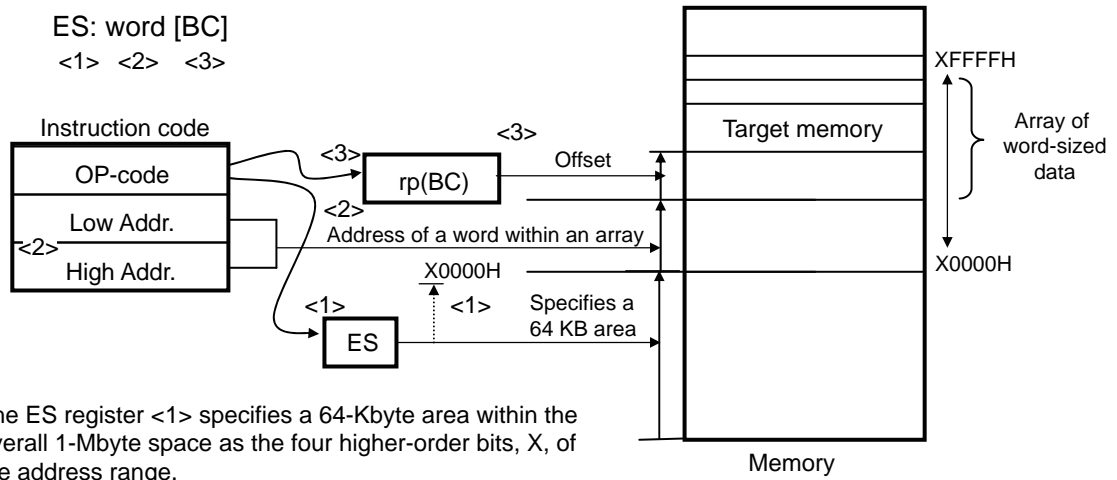 ES: word [BC]
<1> <2> <3>
Instruction code
OP-code
Low Addr.
<2>
High Addr.
<3>
rp(BC)
<3>
Offset
<2>
Address of a word within an array
X0000H
<1>
<1>
ES
Specifies a
64 KB area
Target memory
XFFFFH
Array of
word-sized
data
X0000H
Memory
he ES register <1> specifies a 64-Kbyte area within the
verall 1-Mbyte space as the four higher-order bits, X, of
e address range.